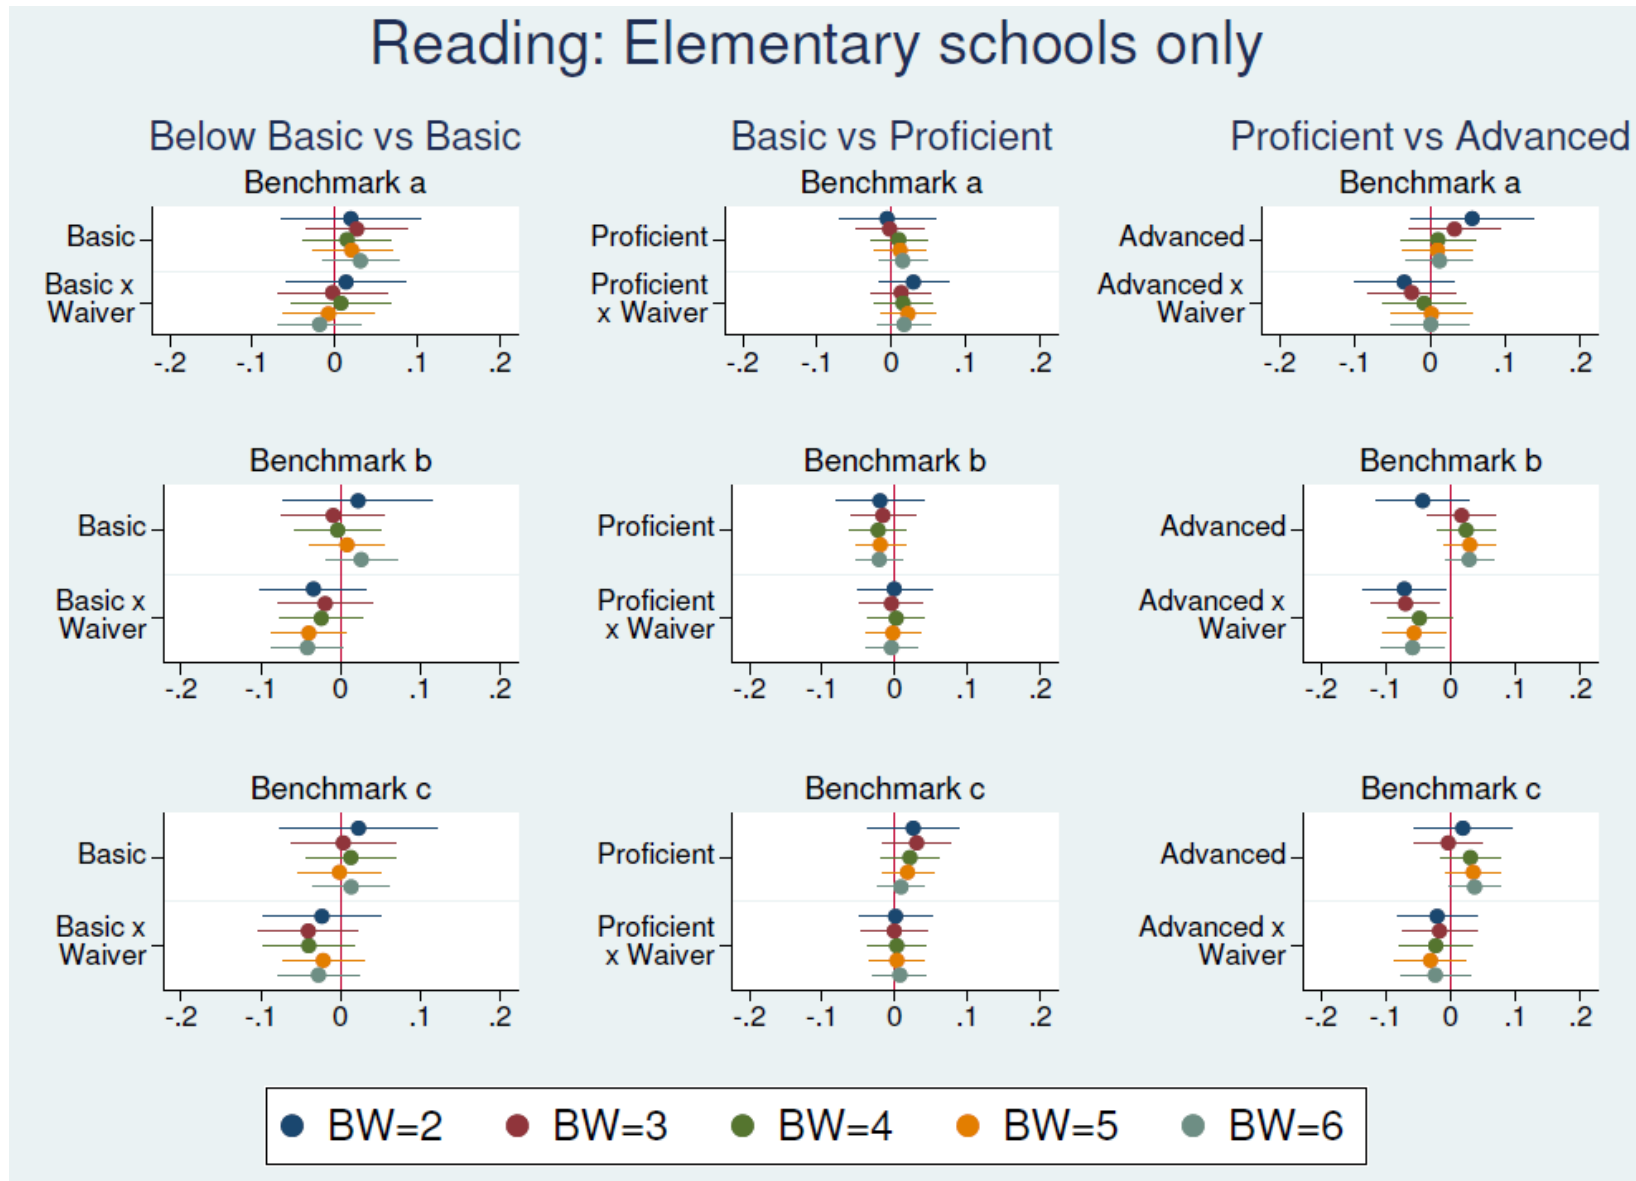 Reading: Elementary schools only
Below Basic vs Basic
Basic vs Proficient
Proficient vs Advanced
Benchmark a
Benchmark a
Benchmark a
Basic
Basic x
Waiver
-.2 -.1 0 .1 .2
Proficient
Proficient
x Waiver
-.2 -.1 0 .1 .2
Advanced
Advanced x
Waiver
-.2 -.1 0 .1 .2
Benchmark b
Benchmark b
Benchmark b
Basic
Basic x
Waiver
-.2 -.1 0 .1 .2
Proficient
Proficient
x Waiver
-.2 -.1 0 .1 .2
Advanced
Advanced x
Waiver
-.2 -.1 0 .1 .2
Benchmark c
Benchmark c
Benchmark c
Basic
Basic x
Waiver
-.2 -.1 0 .1 .2
Proficient
Proficient
x Waiver
-.2 -.1 0 .1 .2
Advanced
Advanced x
Waiver
-.2 -.1 0 .1 .2
BW=2 BW=3 BW=4 BW=5 BW=6